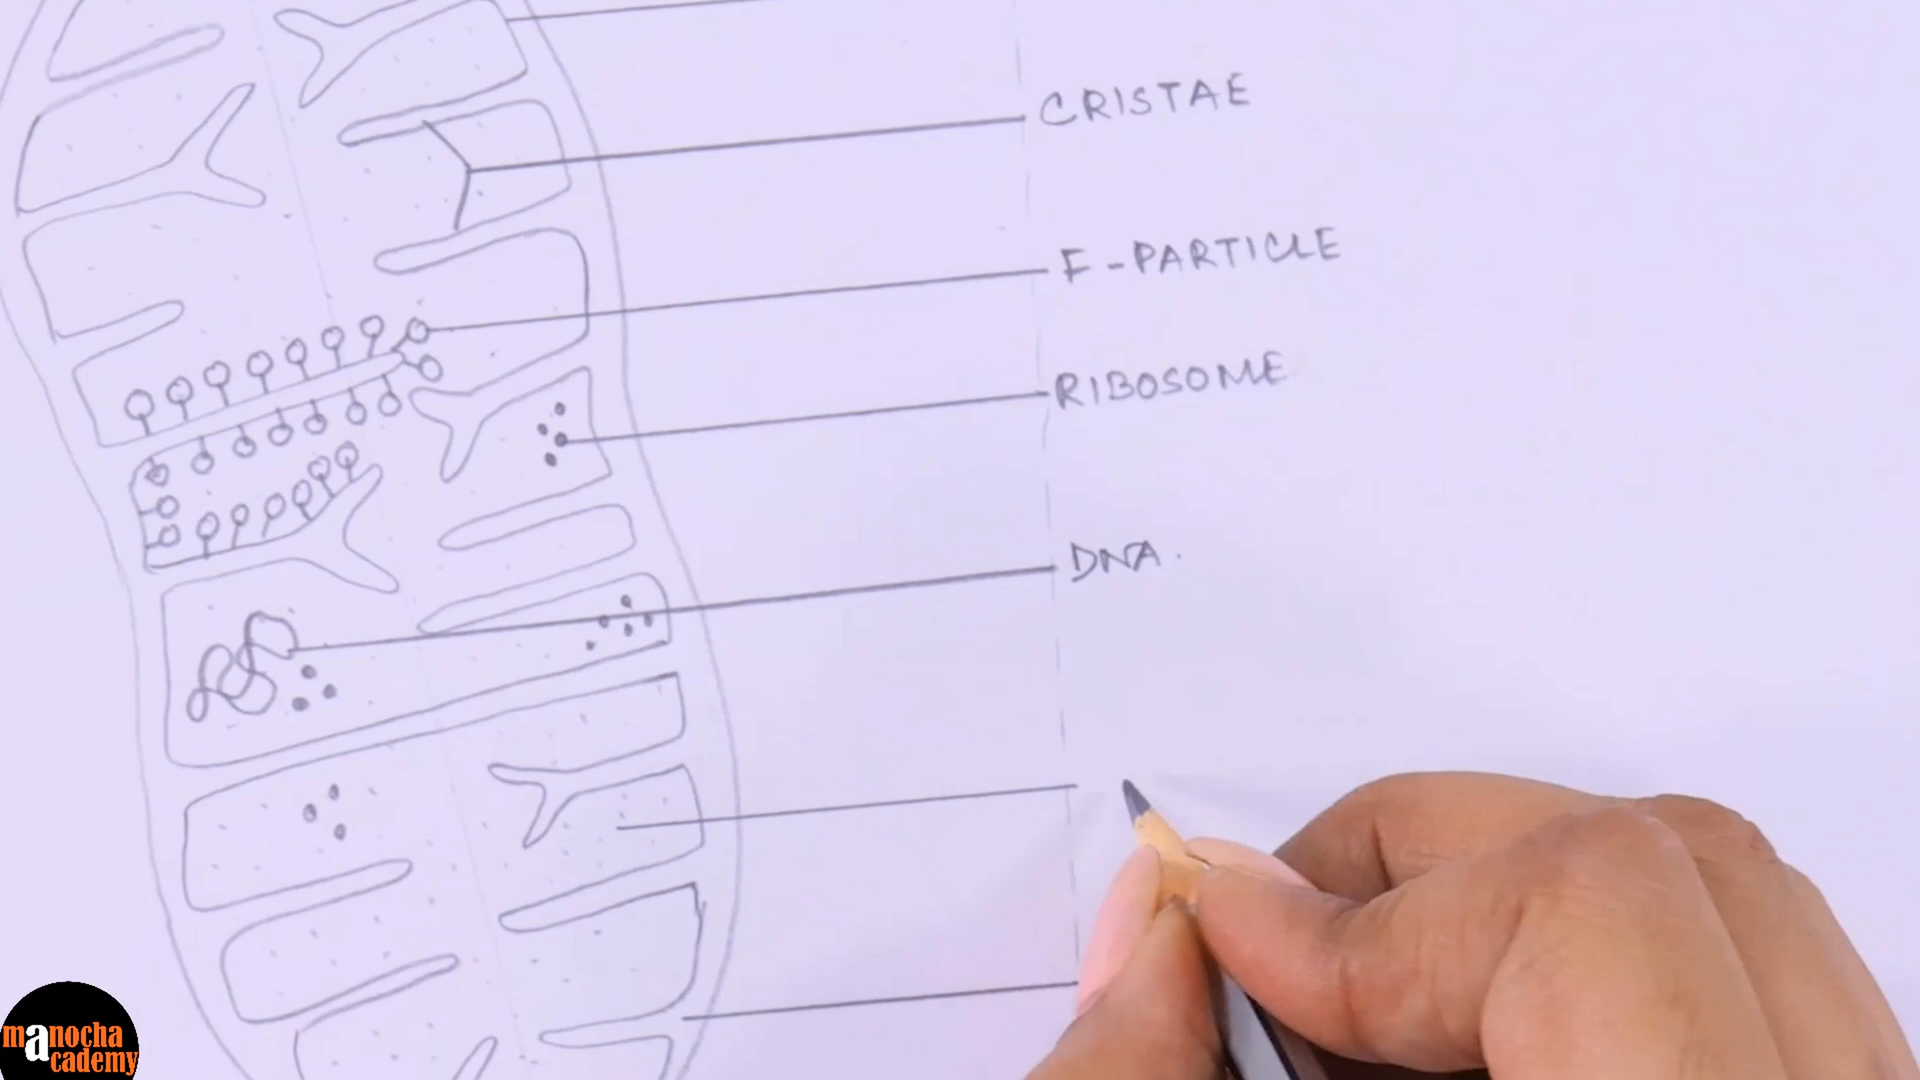 CRISTAE
F-PARTICLE
RIBOSOME
DNA.
manocha
academy